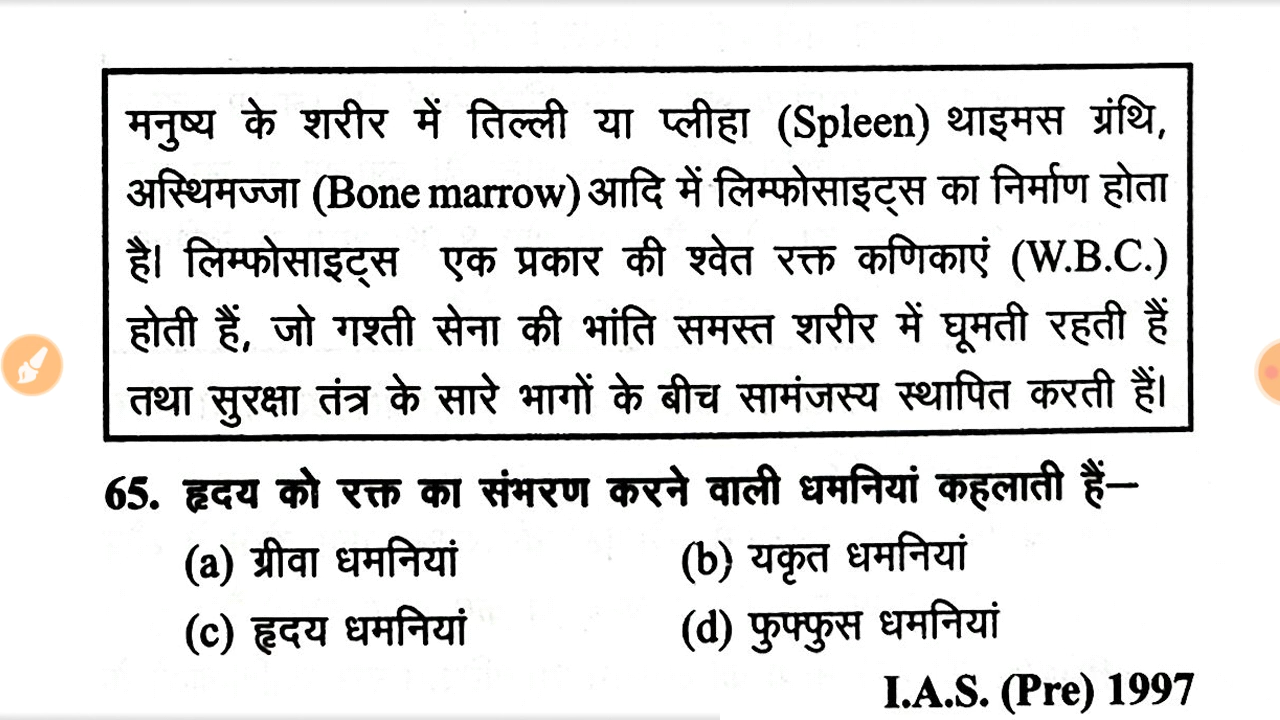 मनुष्य के शरीर में तिल्ली या प्लीहा (Spleen) थाइमस ग्रंथि,
अस्थिमज्जा (Bone marrow) आदि में लिम्फोसाइट्स का निर्माण होता
है। लिम्फोसाइट्स एक प्रकार की श्वेत रक्त कणिकाएं (W.B.C.)
होती हैं, जो गश्ती सेना की भांति समस्त शरीर में घूमती रहती हैं
तथा सुरक्षा तंत्र के सारे भागों के बीच सामंजस्य स्थापित करती हैं।
65. हृदय को रक्त का संभरण करने वाली धमनियां कहलाती हैं–
(a) ग्रीवा धमनियां (b) यकृत धमनियां
(c) हृदय धमनियां (d) फुफ्फुस धमनियां
I.A.S. (Pre) 1997